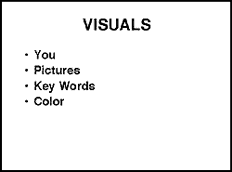 VISUALS
• You
• Pictures
• Key Words
• Color